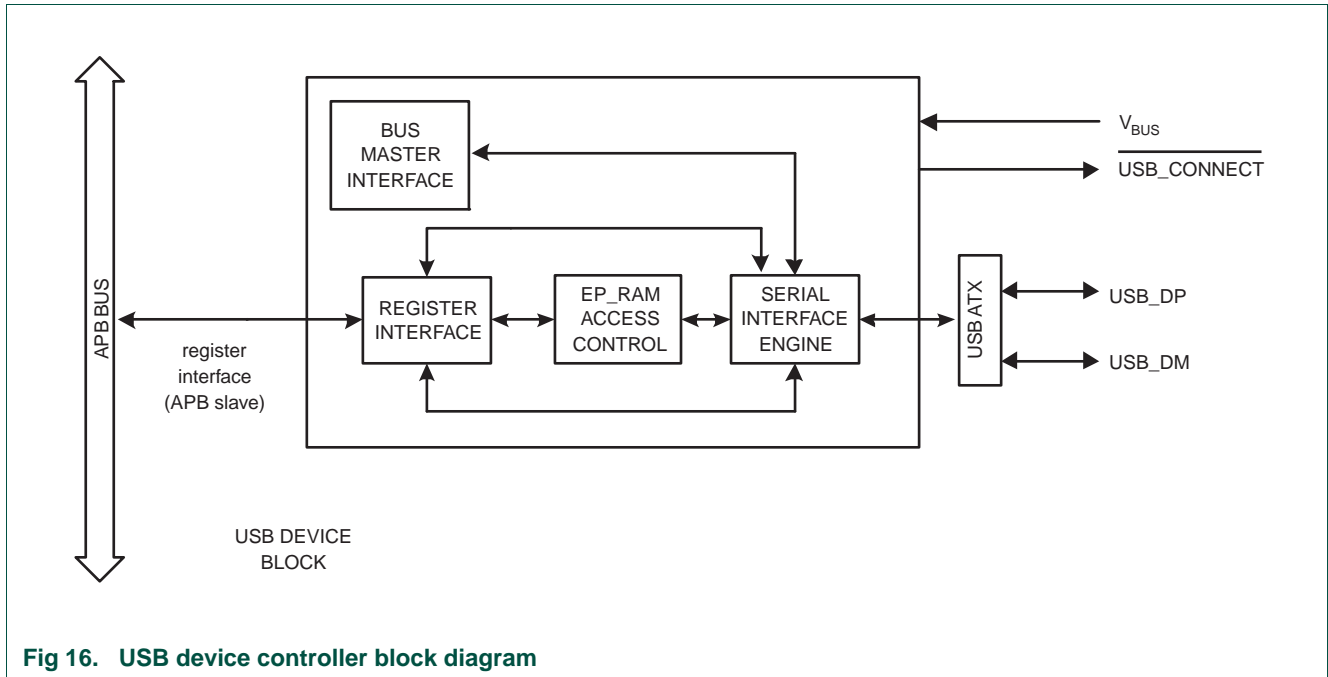 BUS
MASTER
INTERFACE
V_BUS
USB_CONNECT
APB BUS
register
interface
(APB slave)
REGISTER
INTERFACE
EP_RAM
ACCESS
CONTROL
SERIAL
INTERFACE
ENGINE
USB ATX
USB_DP
USB_DM
USB DEVICE
BLOCK
Fig 16. USB device controller block diagram